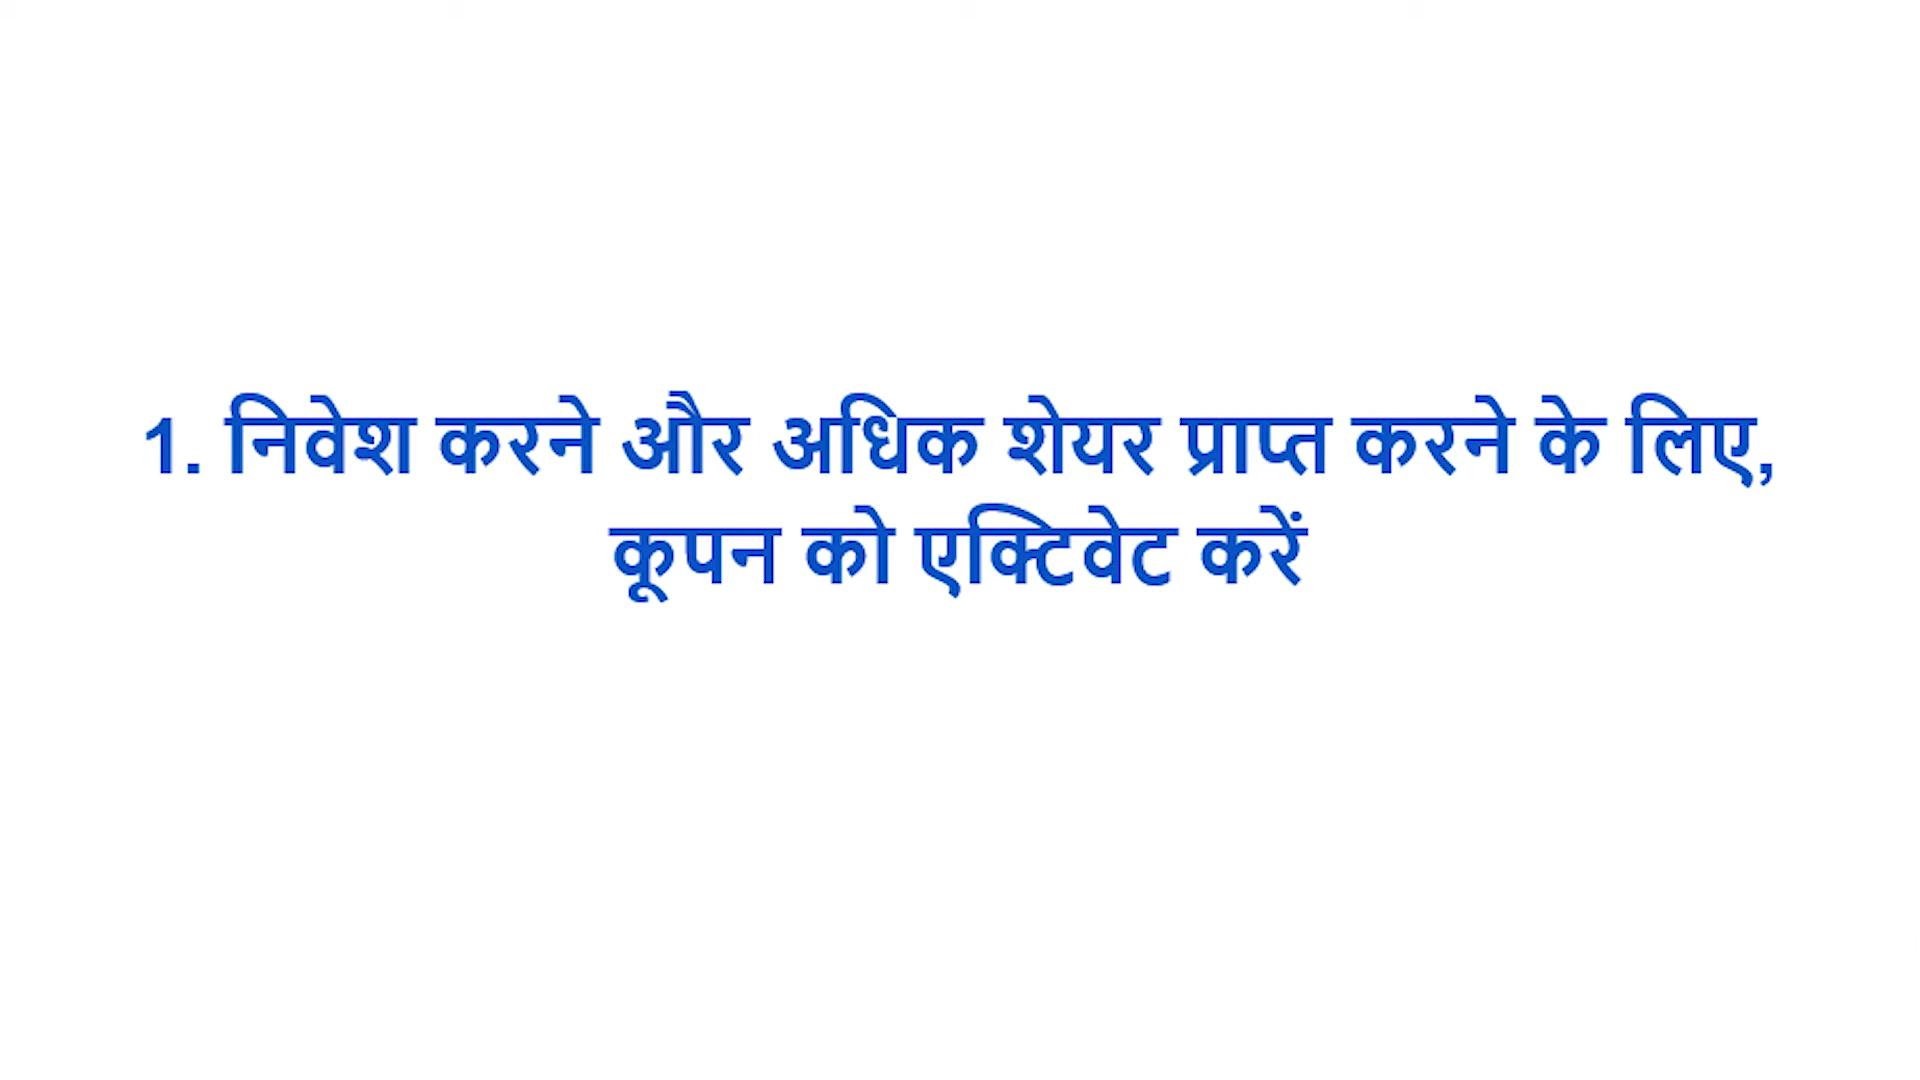 1. निवेश करने और अधिक शेयर प्राप्त करने के लिए,
कूपन को एक्टिवेट करें